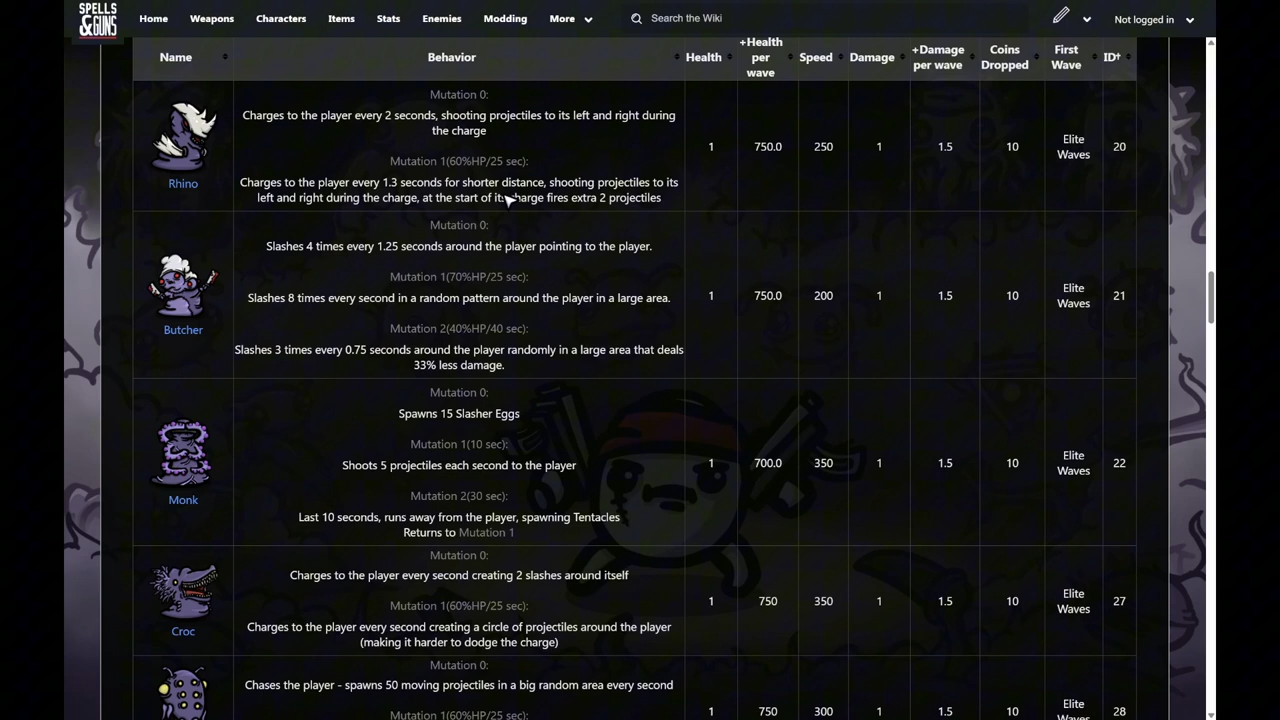 SPELLS
&GUNS
Home
Weapons
Characters
Items
Stats
Enemies
Modding
More
Search the Wiki
Not logged in
Name
Behavior
Health
+Health
per
wave
Speed
Damage
+Damage
per wave
Coins
Dropped
First
Wave
ID†
Mutation 0:
Charges to the player every 2 seconds, shooting projectiles to its left and right during
the charge
Mutation 1(60%HP/25 sec):
Charges to the player every 1.3 seconds for shorter distance, shooting projectiles to its
left and right during the charge, at the start of its charge fires extra 2 projectiles
Rhino
1
750.0
250
1
1.5
10
Elite
Waves
20
Mutation 0:
Slashes 4 times every 1.25 seconds around the player pointing to the player.
Mutation 1(70%HP/25 sec):
Slashes 8 times every second in a random pattern around the player in a large area.
Mutation 2(40%HP/40 sec):
Slashes 3 times every 0.75 seconds around the player randomly in a large area that deals
33% less damage.
Butcher
1
750.0
200
1
1.5
10
Elite
Waves
21
Mutation 0:
Spawns 15 Slasher Eggs
Mutation 1(10 sec):
Shoots 5 projectiles each second to the player
Mutation 2(30 sec):
Last 10 seconds, runs away from the player, spawning Tentacles
Returns to Mutation 1
Monk
1
700.0
350
1
1.5
10
Elite
Waves
22
Mutation 0:
Charges to the player every second creating 2 slashes around itself
Mutation 1(60%HP/25 sec):
Charges to the player every second creating a circle of projectiles around the player
(making it harder to dodge the charge)
Croc
1
750
350
1
1.5
10
Elite
Waves
27
Mutation 0:
Chases the player - spawns 50 moving projectiles in a big random area every second
Mutation 1(60%HP/25 sec):
1
750
300
1
1.5
10
Elite
Waves
28